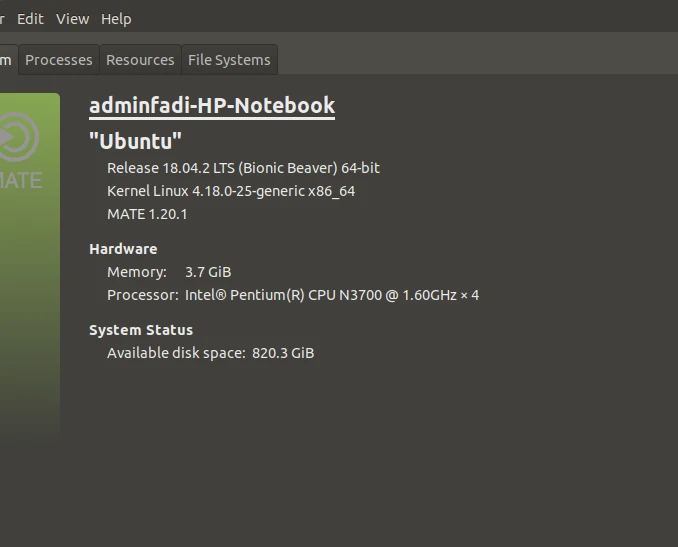 r Edit View Help
m Processes Resources File Systems
adminfadi-HP-Notebook
"Ubuntu"
Release 18.04.2 LTS (Bionic Beaver) 64-bit
Kernel Linux 4.18.0-25-generic x86_64
MATE 1.20.1
MATE
Hardware
Memory: 3.7 GiB
Processor: Intel® Pentium(R) CPU N3700 @ 1.60GHz × 4
System Status
Available disk space: 820.3 GiB